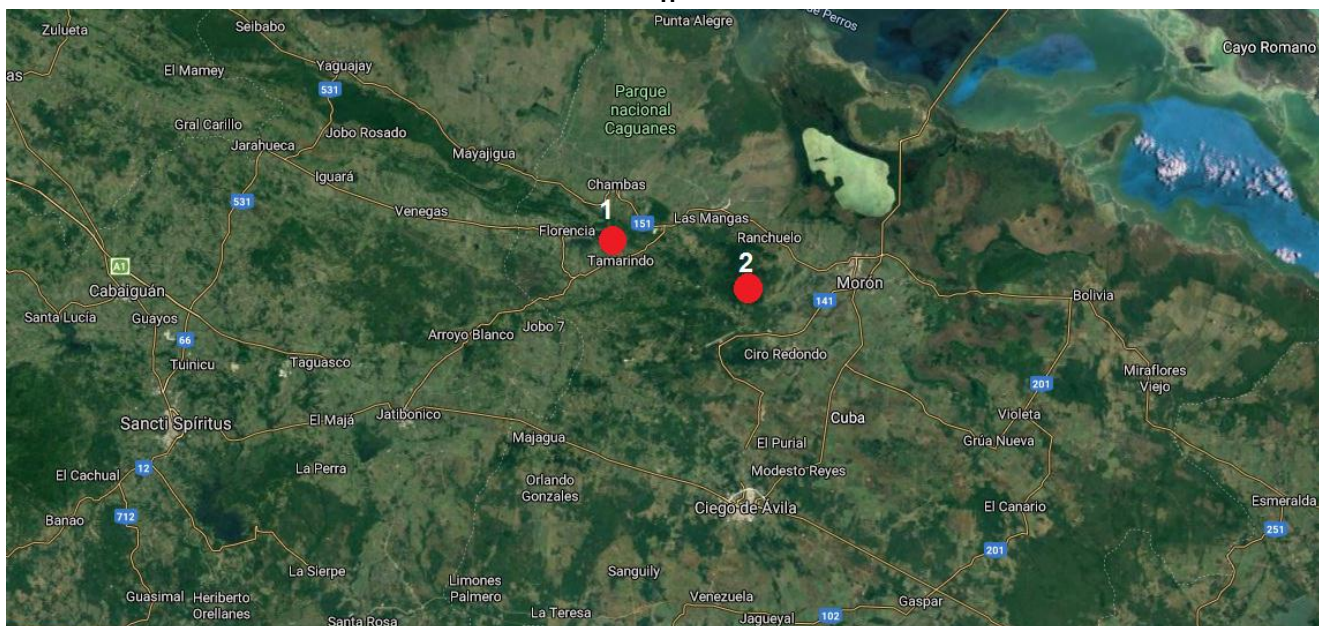 Zulueta
Seibabo
Punta Alegre
de Perros
Cayo Romano
as
El Mamey
Yaguajay
531
Parque
nacional
Caguanes
Gral Carillo
Jobo Rosado
Jarahueca
Mayajigua
Iguará
Chambas
531
Venegas
1
151
Las Mangas
Florencia
Ranchuelo
Tamarindo
2
A1
Cabaiguán
Morón
141
Bolivia
Santa Lucía
Guayos
Arroyo Blanco
Jobo 7
66
Tuinicu
Taguasco
Ciro Redondo
Miraflores
Viejo
201
Sancti Spíritus
El Majá
Jatibonico
Cuba
Violeta
Majagua
El Purial
Grúa Nueva
El Cachual
12
La Perra
Modesto Reyes
Orlando
Gonzales
Ciego de Ávila
El Canario
Esmeralda
Banao
712
251
201
La Sierpe
Limones
Palmero
Sanguily
Guasimal
Heriberto
Orellanes
Venezuela
Gaspar
Santa Rosa
La Teresa
Jagueyal
102